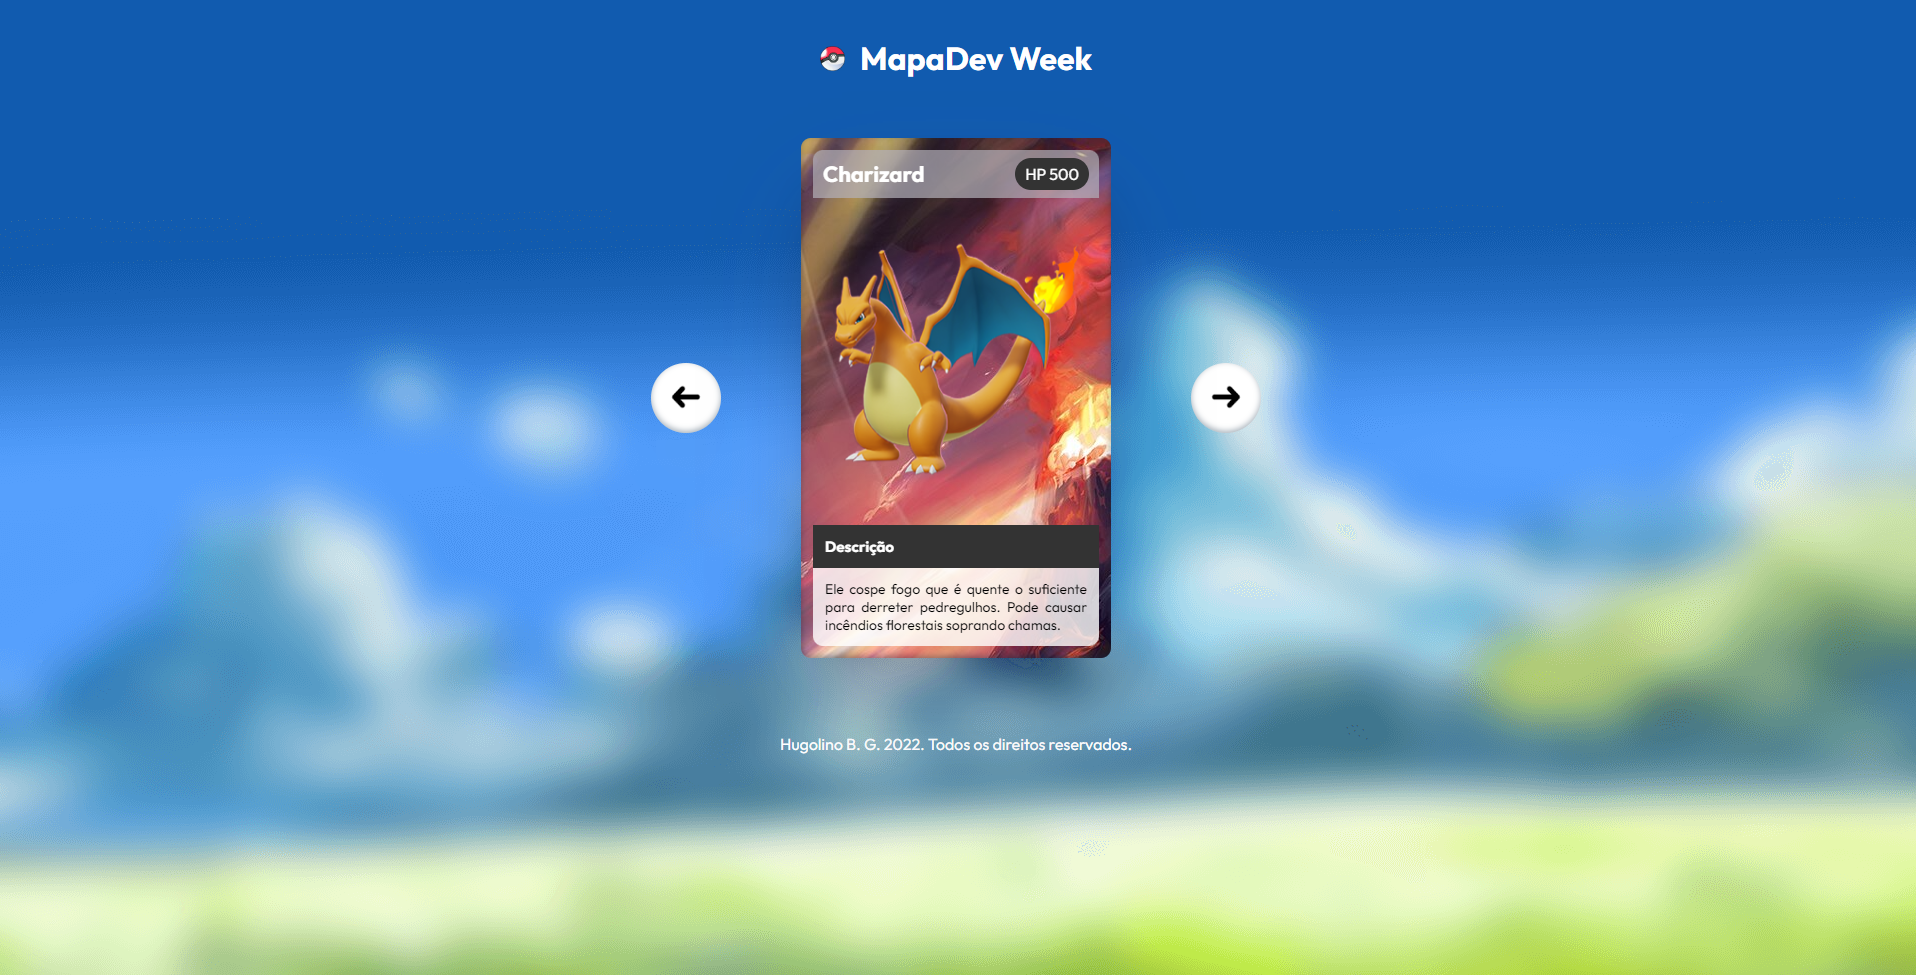 MapaDev Week
Charizard
HP 500
Descrição
Ele cospe fogo que é quente o suficiente
para derreter pedregulhos. Pode causar
incêndios florestais soprando chamas.
Hugolino B. G. 2022. Todos os direitos reservados.